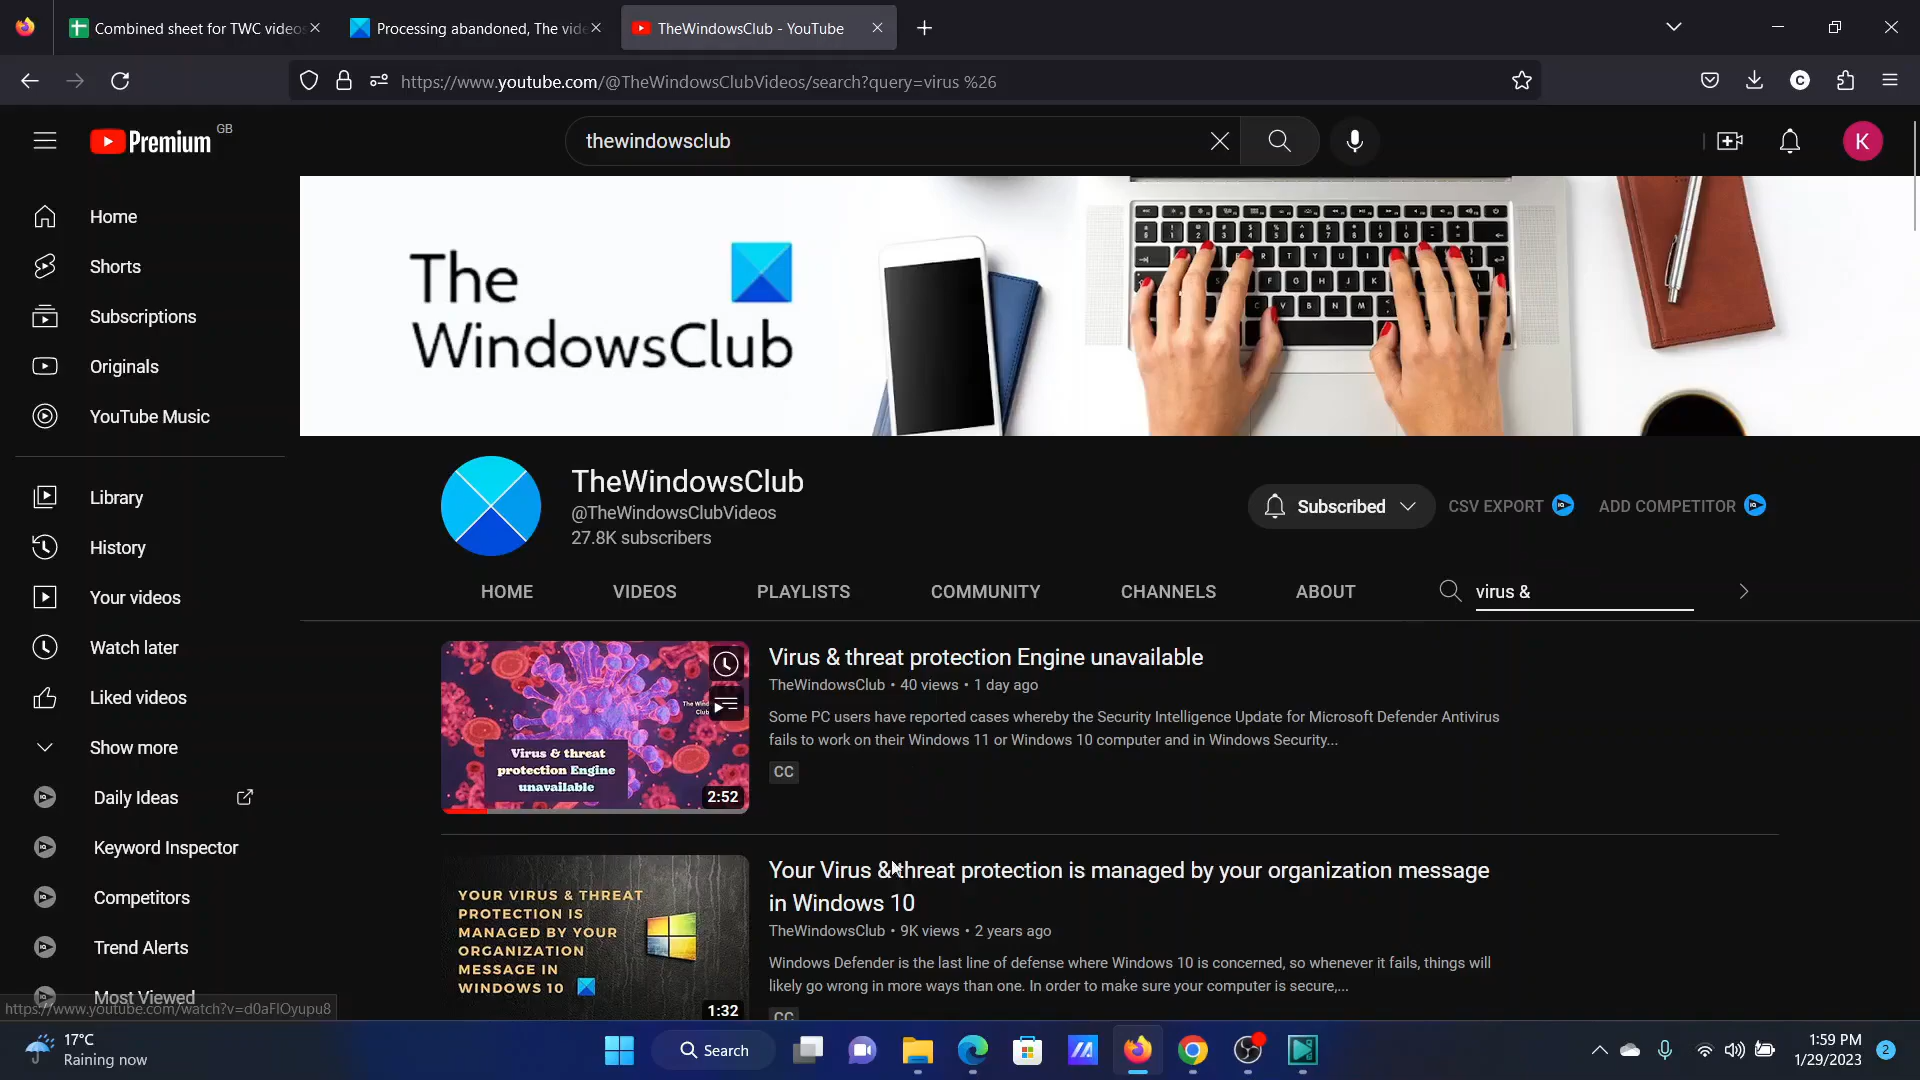 Combined sheet for TWC videos
Processing abandoned, The vide
TheWindowsClub - YouTube
https://www.youtube.com/@TheWindowsClubVideos/search?query=virus %26
Premium GB
thewindowsclub
K
Home
Shorts
Subscriptions
Originals
YouTube Music
Library
History
Your videos
Watch later
Liked videos
Show more
Daily Ideas
Keyword Inspector
Competitors
Trend Alerts
Most Viewed
https://www.youtube.com/watch?v=d0aFIOyupu8
The
WindowsClub
TheWindowsClub
@TheWindowsClubVideos
27.8K subscribers
Subscribed
CSV EXPORT
ADD COMPETITOR
HOME
VIDEOS
PLAYLISTS
COMMUNITY
CHANNELS
ABOUT
virus &
Virus & threat
protection Engine
unavailable
2:52
Virus & threat protection Engine unavailable
TheWindowsClub • 40 views • 1 day ago
Some PC users have reported cases whereby the Security Intelligence Update for Microsoft Defender Antivirus
fails to work on their Windows 11 or Windows 10 computer and in Windows Security...
CC
YOUR VIRUS & THREAT
PROTECTION IS
MANAGED BY YOUR
ORGANIZATION
MESSAGE IN
WINDOWS 10
1:32
Your Virus & threat protection is managed by your organization message
in Windows 10
TheWindowsClub • 9K views • 2 years ago
Windows Defender is the last line of defense where Windows 10 is concerned, so whenever it fails, things will
likely go wrong in more ways than one. In order to make sure your computer is secure,...
CC
17°C
Raining now
Search
1:59 PM
1/29/2023
2